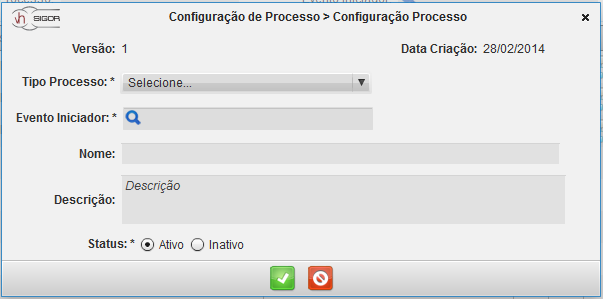 SIGOR
Configuração de Processo > Configuração Processo
Versão: 1
Data Criação: 28/02/2014
Tipo Processo: * Selecione...
Evento Iniciador: *
Nome:
Descrição: Descrição
Status: * Ativo Inativo